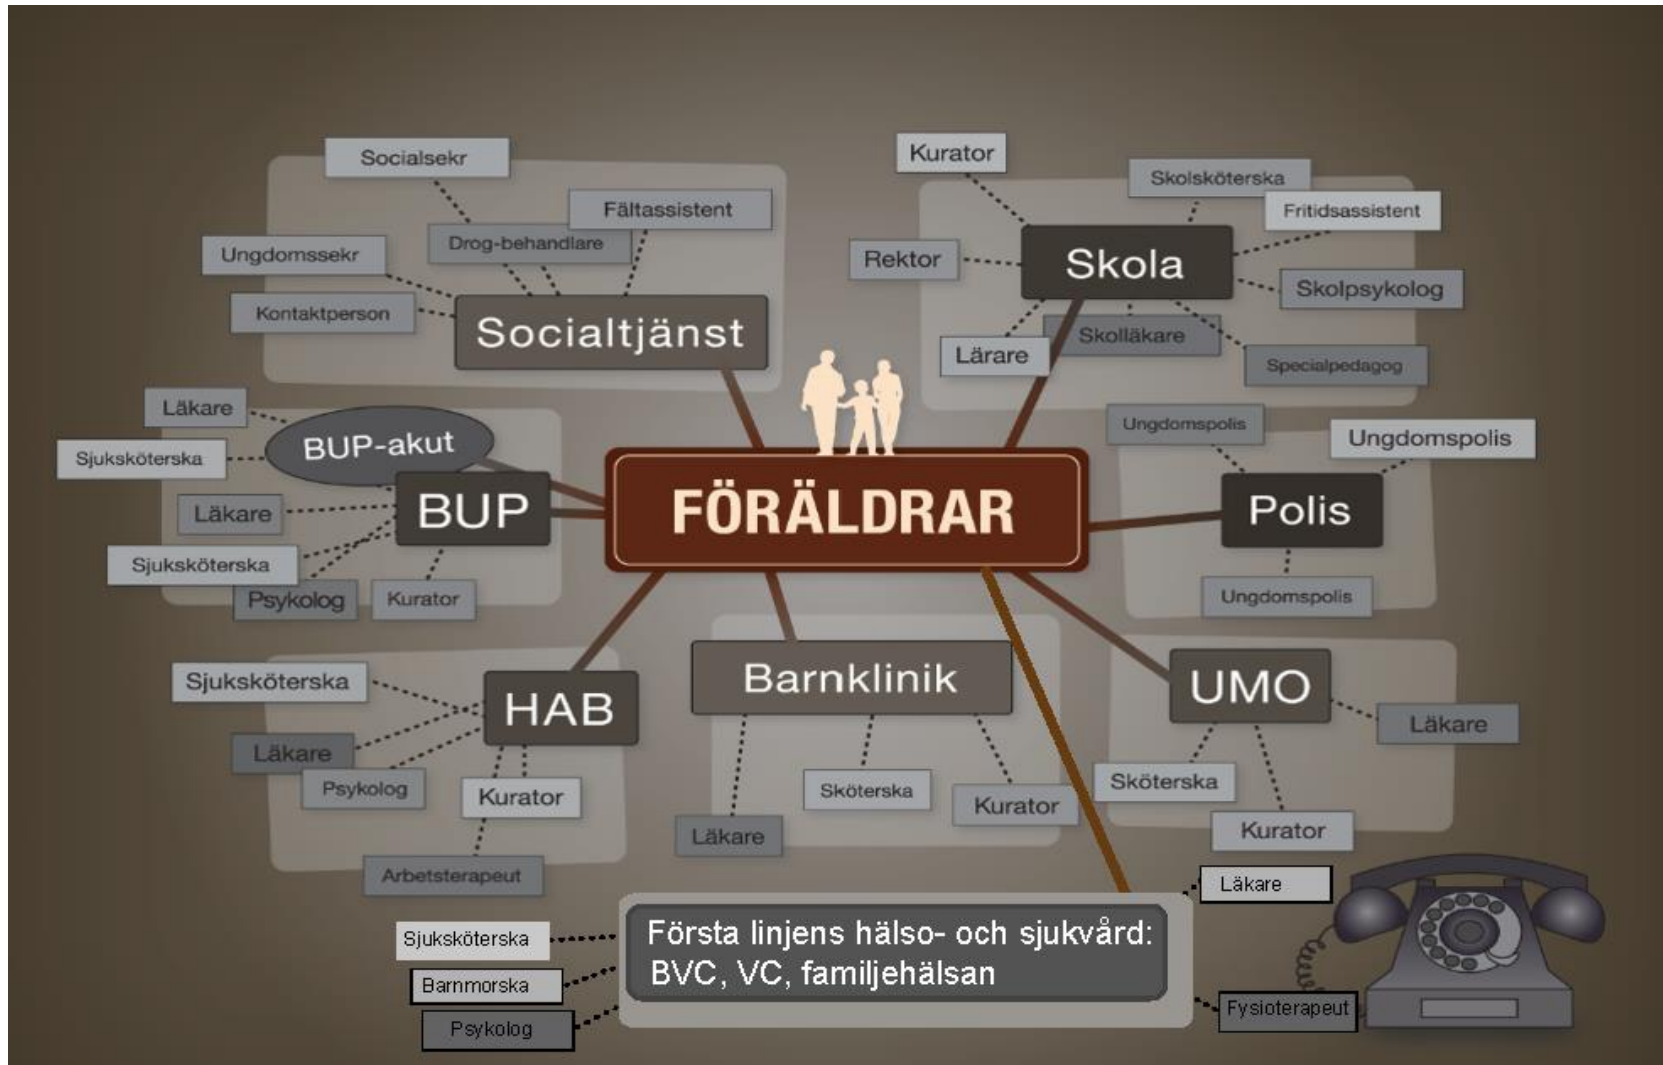 Socialsekr
Fältassistent
Drog-behandlare
Ungdomssekr
Kontaktperson
Socialtjänst
Kurator
Skolsköterska
Fritidsassistent
Rektor
Skola
Skolpsykolog
Skolläkare
Lärare
Specialpedagog
Läkare
BUP-akut
Sjuksköterska
Läkare
BUP
Sjuksköterska
Psykolog
Kurator
FÖRÄLDRAR
Ungdomspolis
Ungdomspolis
Polis
Ungdomspolis
Sjuksköterska
HAB
Läkare
Psykolog
Kurator
Arbetsterapeut
Barnklinik
Läkare
Sköterska
Kurator
UMO
Läkare
Sköterska
Kurator
Sjuksköterska
Barnmorska
Psykolog
Första linjens hälso- och sjukvård:
BVC, VC, familjehälsan
Läkare
Fysioterapeut